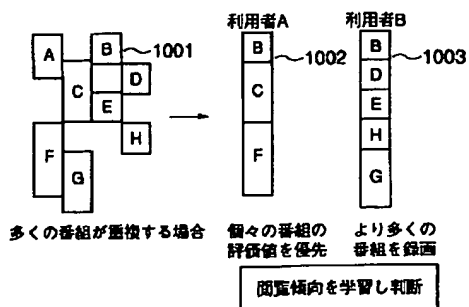 利用者A
利用者B
A
B
1001
C
D
E
F
G
H
B
1002
C
F
B
1003
D
E
H
G
多くの番組が重複する場合
個々の番組の
評価値を優先
より多くの
番組を録画
閲覧傾向を学習し判断